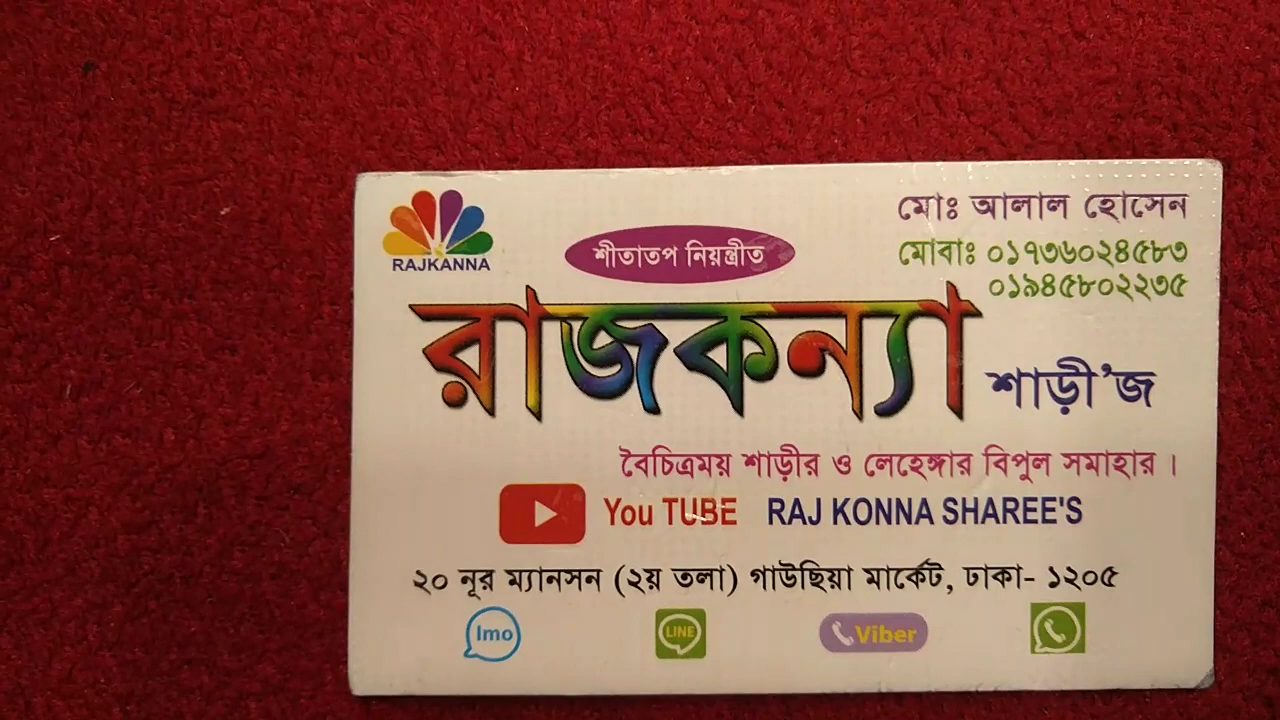 RAJKANNA
মোঃ আলাল হোসেন
মোবাঃ ০১৭৩৬০২৪৫৮৩
০১৯৪৫৮০২২৩৫
শীতাতপ নিয়ন্ত্রীত
রাজকন্যা শাড়ী'জ
বৈচিত্রময় শাড়ীর ও লেহেঙ্গার বিপুল সমাহার।
You TUBE RAJ KONNA SHAREE'S
২০ নূর ম্যানসন (২য় তলা) গাউছিয়া মার্কেট, ঢাকা- ১২০৫
Imo LINE Viber